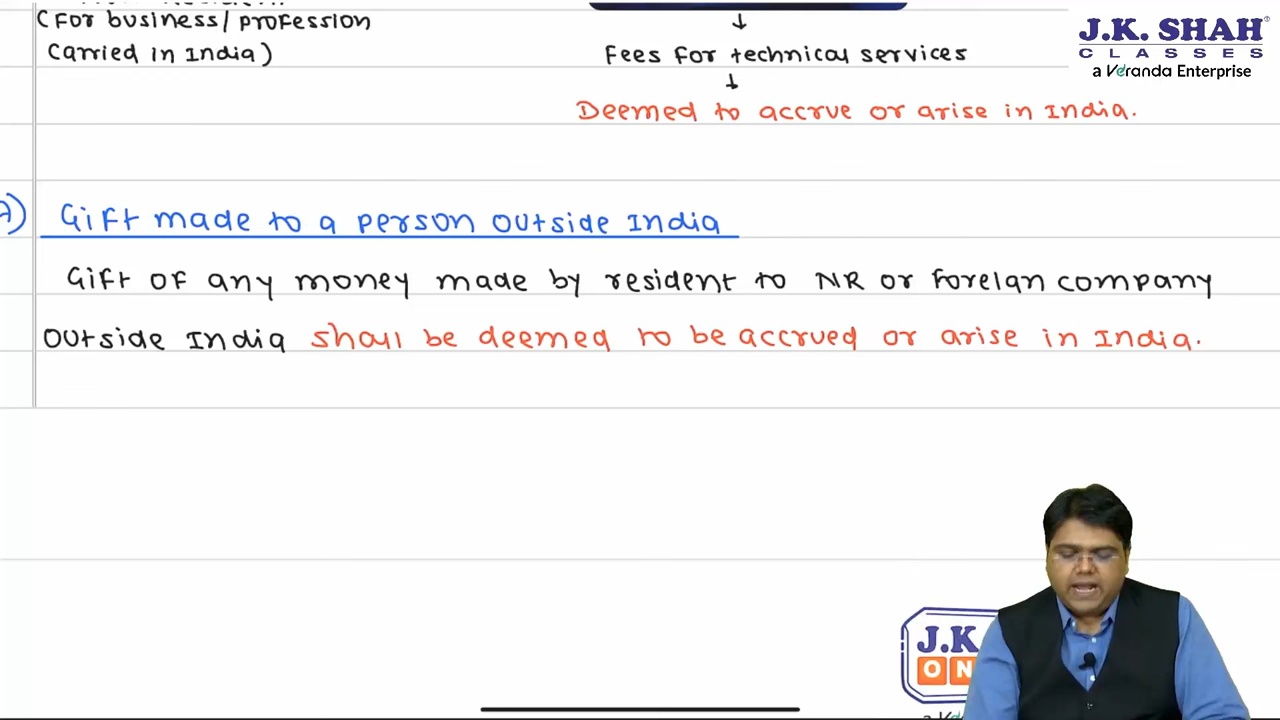 (For business/ profession
carried in India)
Fees for technical services
Deemed to accrue or arise in India.
J.K. SHAH
CLASSES
a Veranda Enterprise
Gift made to a person outside India
Gift of any money made by resident to NR or Forelan company
outside India shall be deemed to be accrued or arise in India.
J.K
ON